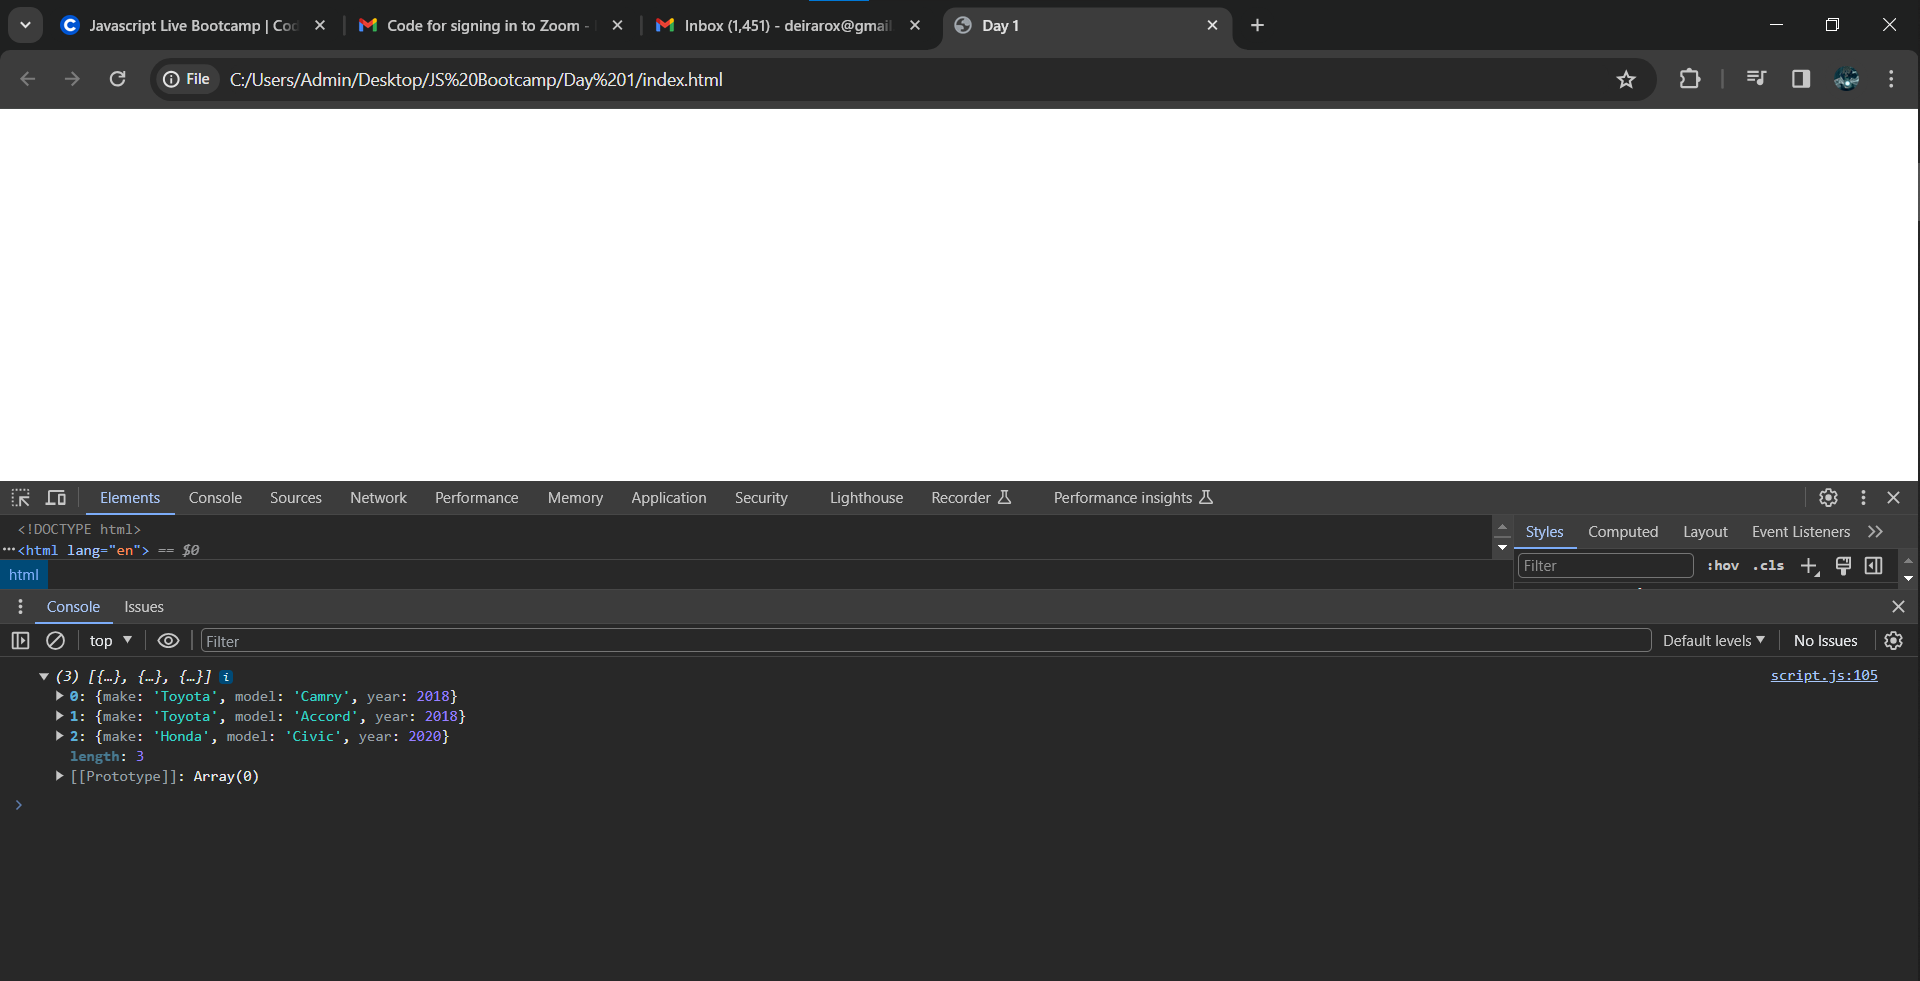 Javascript Live Bootcamp | Cod
Code for signing in to Zoom -
Inbox (1,451) - deirarox@gmail
Day 1
File
C:/Users/Admin/Desktop/JS%20Bootcamp/Day%201/index.html
Elements Console Sources Network Performance Memory Application Security Lighthouse Recorder Performance insights
<!DOCTYPE html>
<html lang="en"> == $0
html
Styles Computed Layout Event Listeners
Filter :hov .cls
Console Issues
top Filter Default levels No Issues
(3) [{…}, {…}, {…}] i script.js:105
0: {make: 'Toyota', model: 'Camry', year: 2018}
1: {make: 'Toyota', model: 'Accord', year: 2018}
2: {make: 'Honda', model: 'Civic', year: 2020}
length: 3
[[Prototype]]: Array(0)